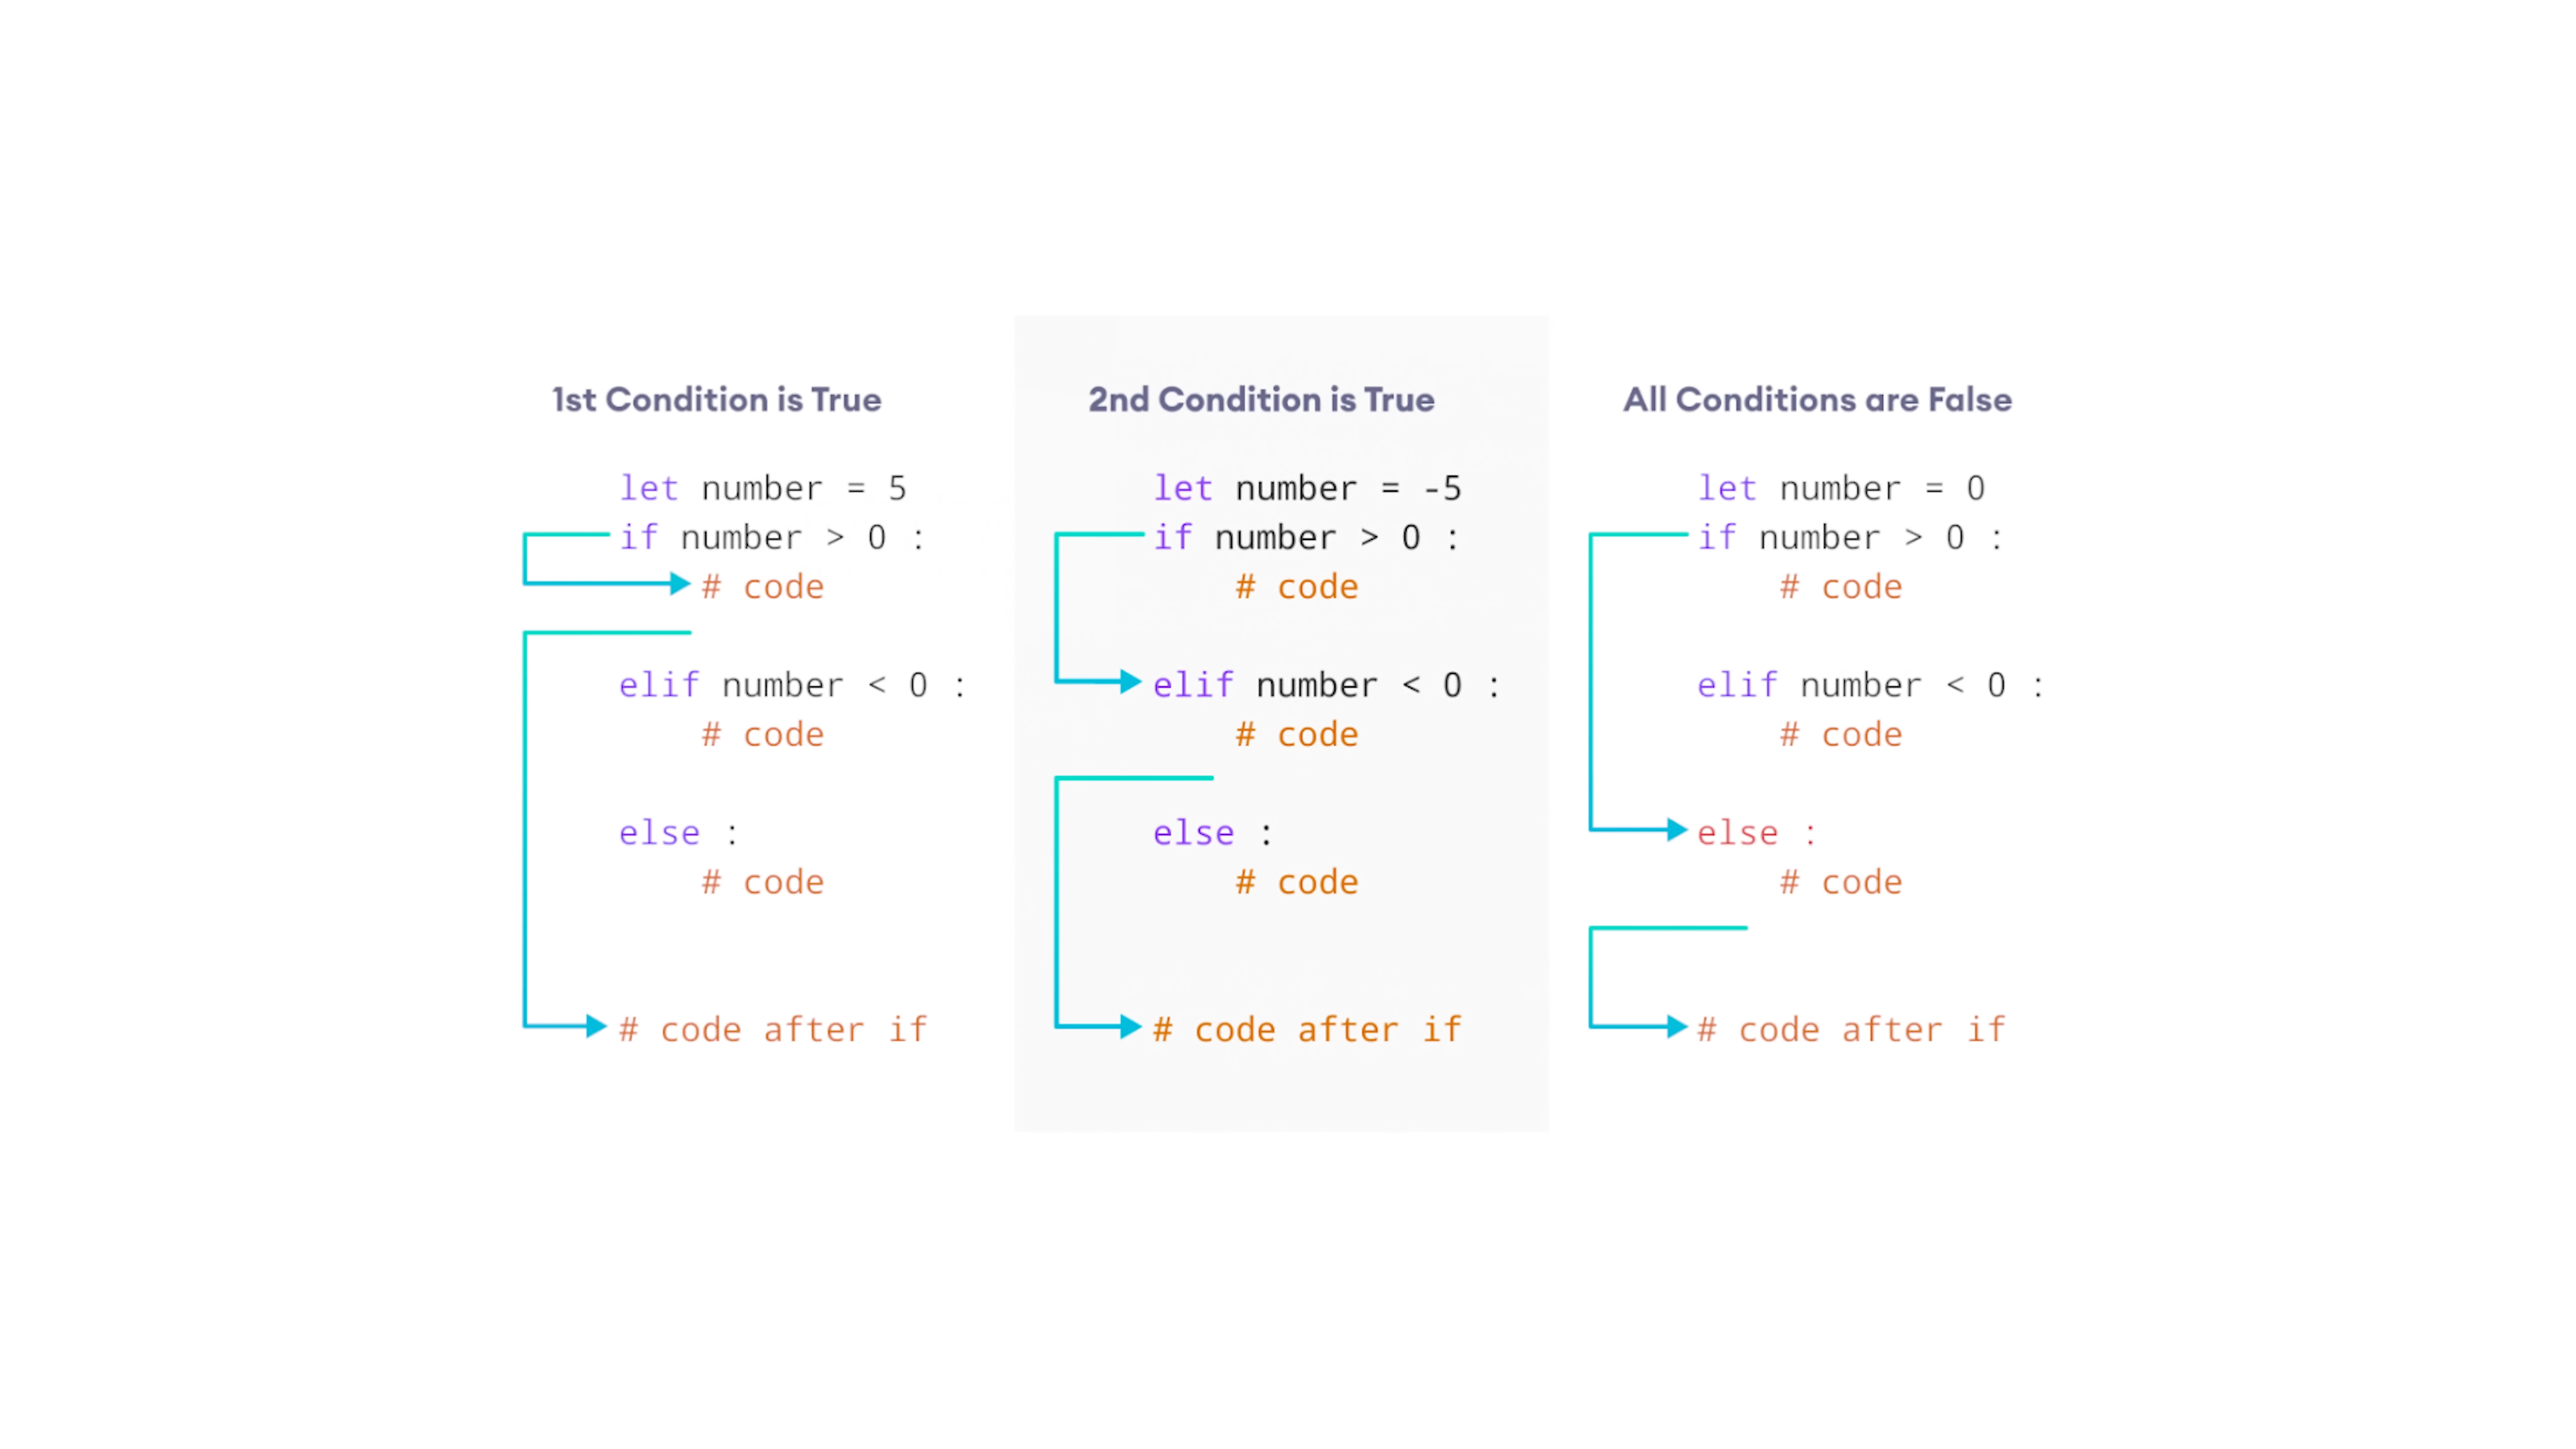 1st Condition is True
let number = 5
if number > 0 :
# code
elif number < 0 :
# code
else :
# code
# code after if
2nd Condition is True
let number = -5
if number > 0 :
# code
elif number < 0 :
# code
else :
# code
# code after if
All Conditions are False
let number = 0
if number > 0 :
# code
elif number < 0 :
# code
else :
# code
# code after if